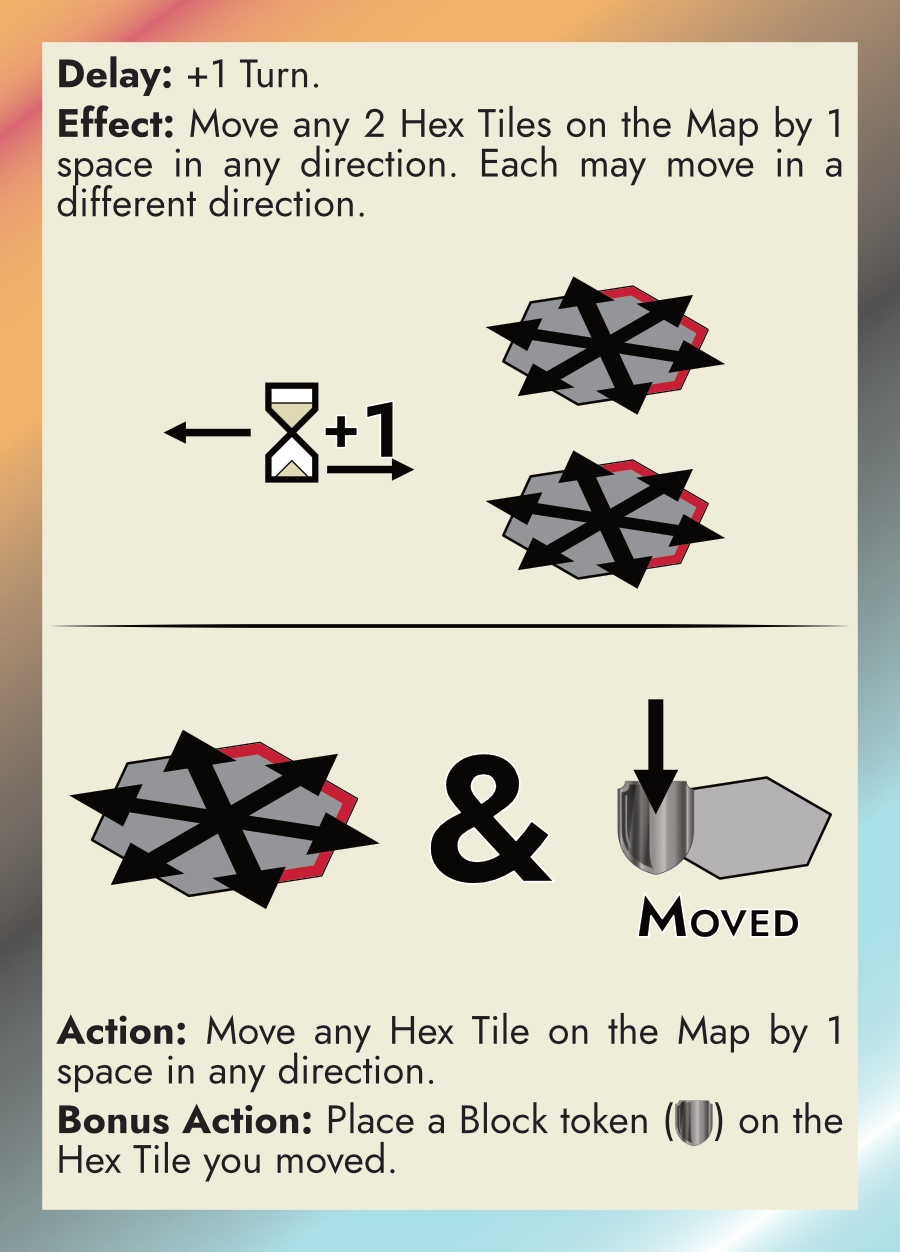 Delay: +1 Turn.
Effect: Move any 2 Hex Tiles on the Map by 1
space in any direction. Each may move in a
different direction.
+1
&
Moved
Action: Move any Hex Tile on the Map by 1
space in any direction.
Bonus Action: Place a Block token () on the
Hex Tile you moved.